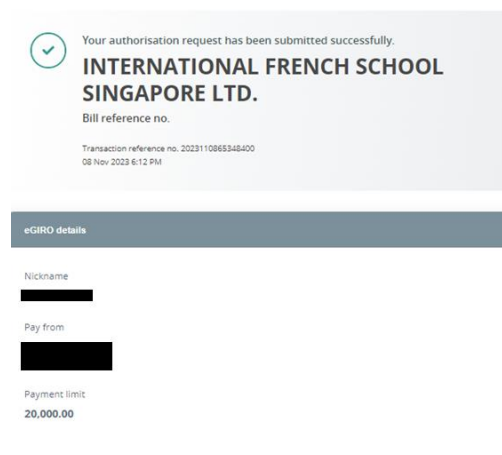 Your authorisation request has been submitted successfully.
INTERNATIONAL FRENCH SCHOOL
SINGAPORE LTD.
Bill reference no.
Transaction reference no. 2023110865348400
08 Nov 2023 6:12 PM
eGIRO details
Nickname
Pay from
Payment limit
20,000.00